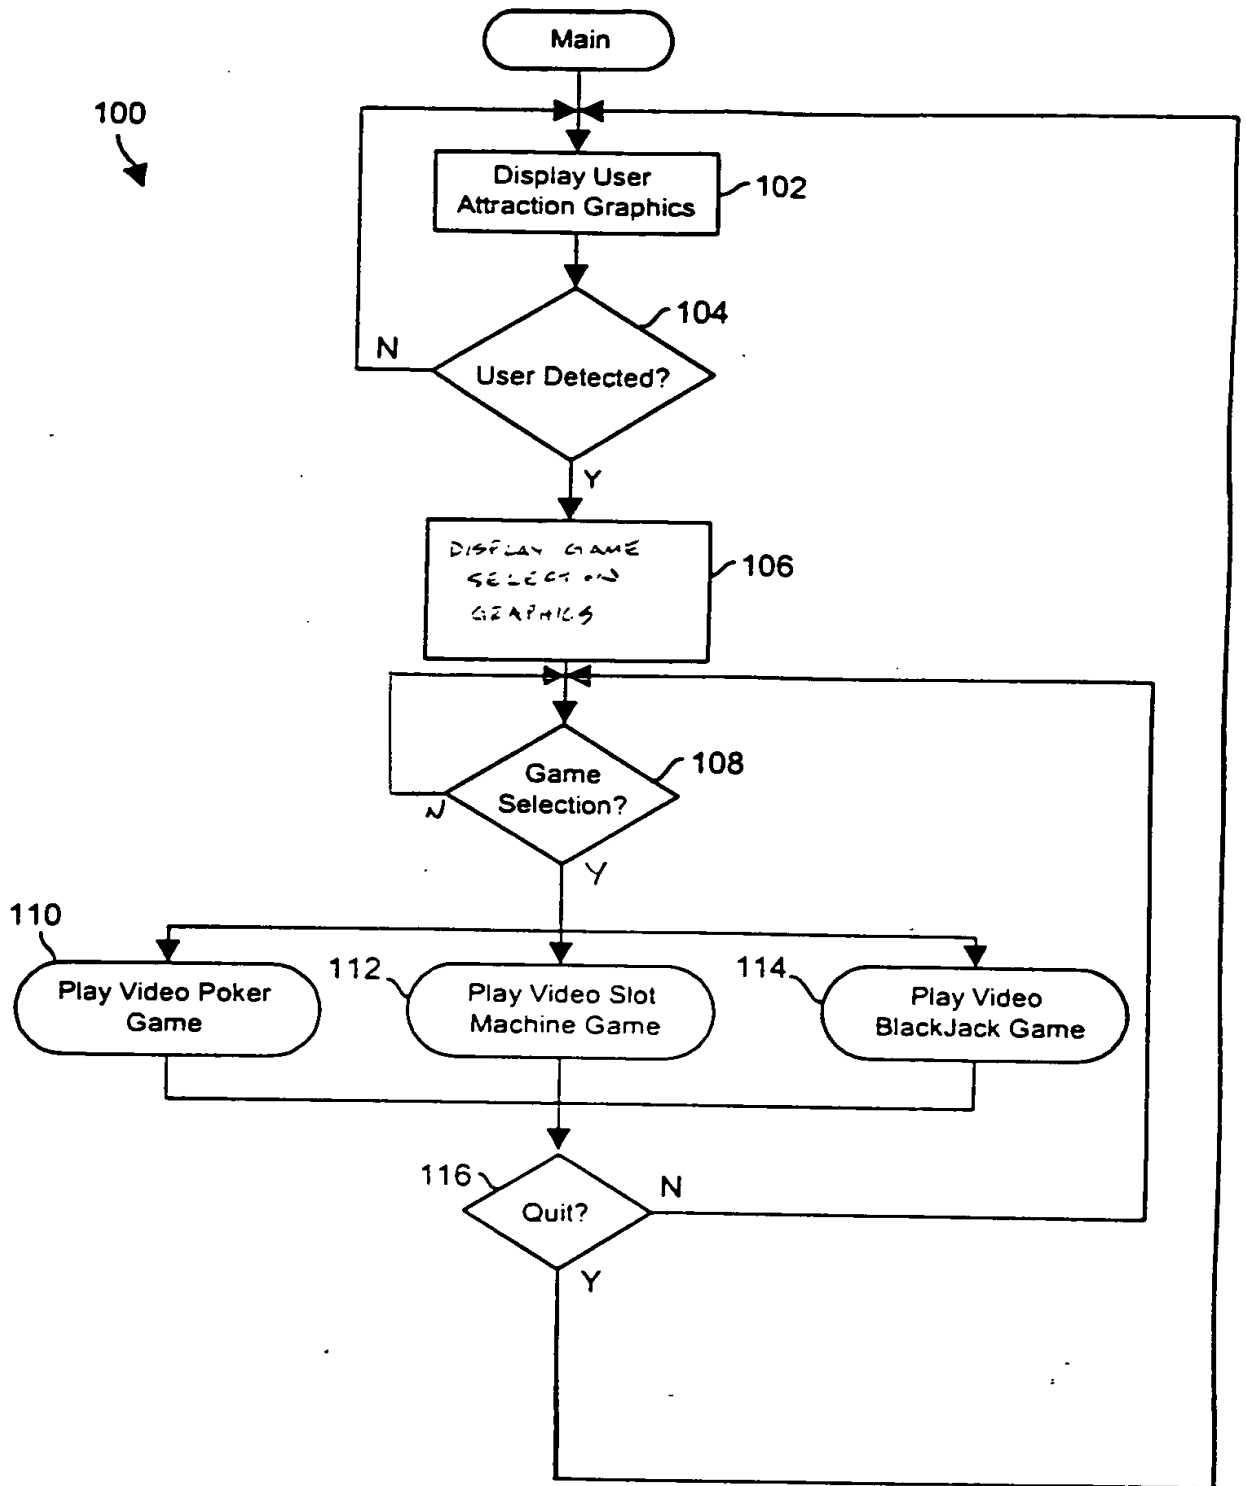 Main
100
Display User
Attraction Graphics
102
104
N
User Detected?
Y
DISPLAY GAME
SELECTION
GRAPHICS
106
108
Game
Selection?
N
Y
110
112
114
Play Video Poker
Game
Play Video Slot
Machine Game
Play Video
BlackJack Game
116
N
Quit?
Y